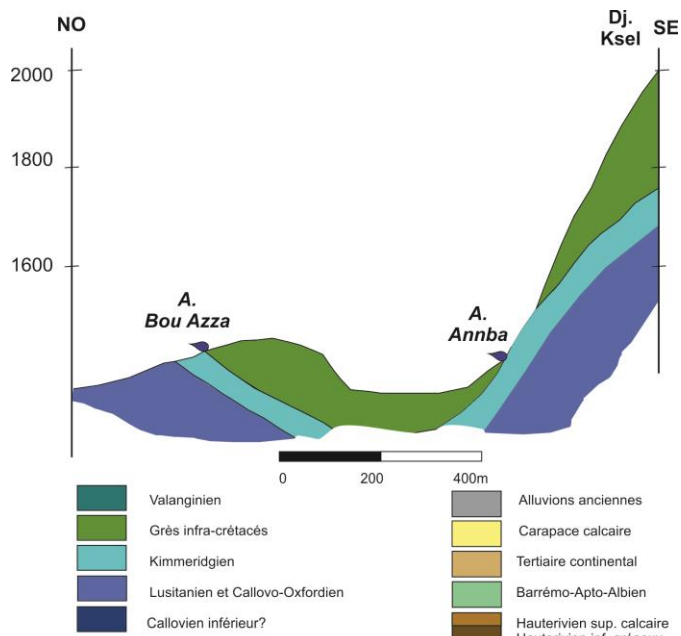 NO
Dj.
Ksel
SE
2000
1800
1600
A.
Bou Azza
A.
Annba
0 200 400m
Valanginien
Grès infra-crétacés
Kimmeridgien
Lusitanien et Callovo-Oxfordien
Callovien inférieur?
Alluvions anciennes
Carapace calcaire
Tertiaire continental
Barrémo-Apto-Albien
Hauterivien sup. calcaire